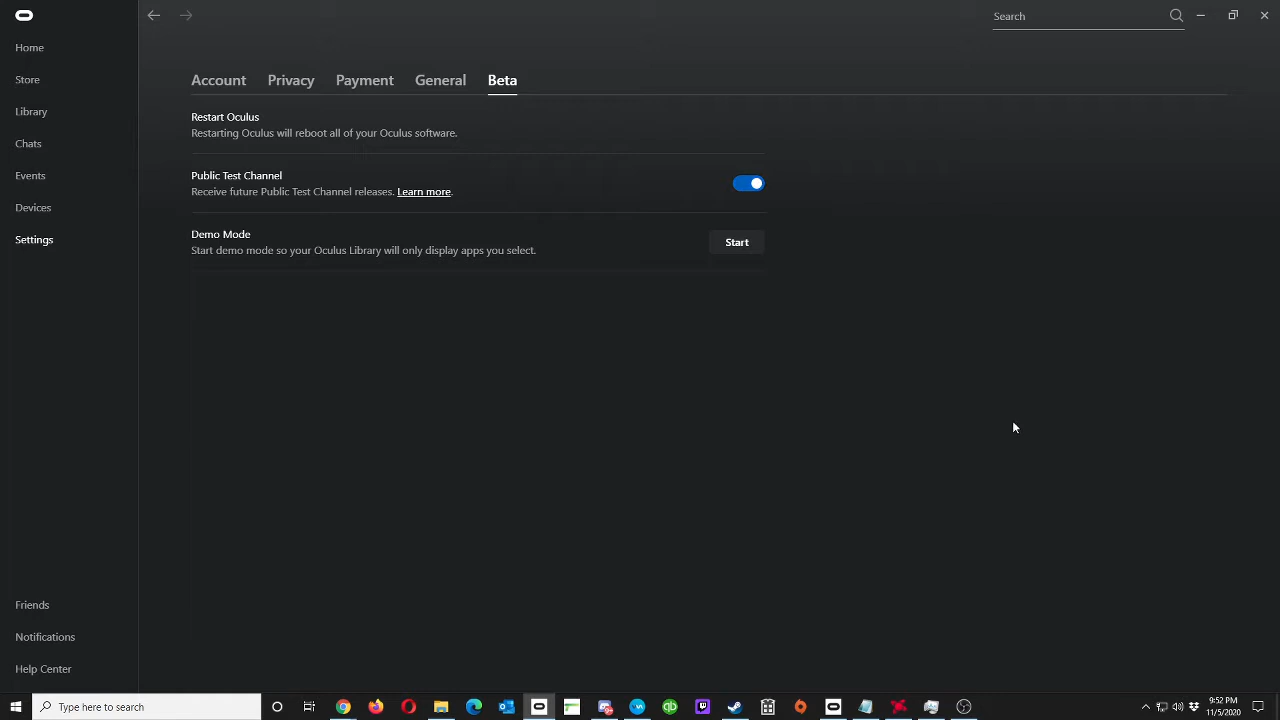 Search
Home
Store
Library
Chats
Events
Devices
Settings
Friends
Notifications
Help Center
Account Privacy Payment General Beta
Restart Oculus
Restarting Oculus will reboot all of your Oculus software.
Public Test Channel
Receive future Public Test Channel releases. Learn more.
Demo Mode
Start demo mode so your Oculus Library will only display apps you select.
Start
Type here to search
9:52 PM
11/5/2020